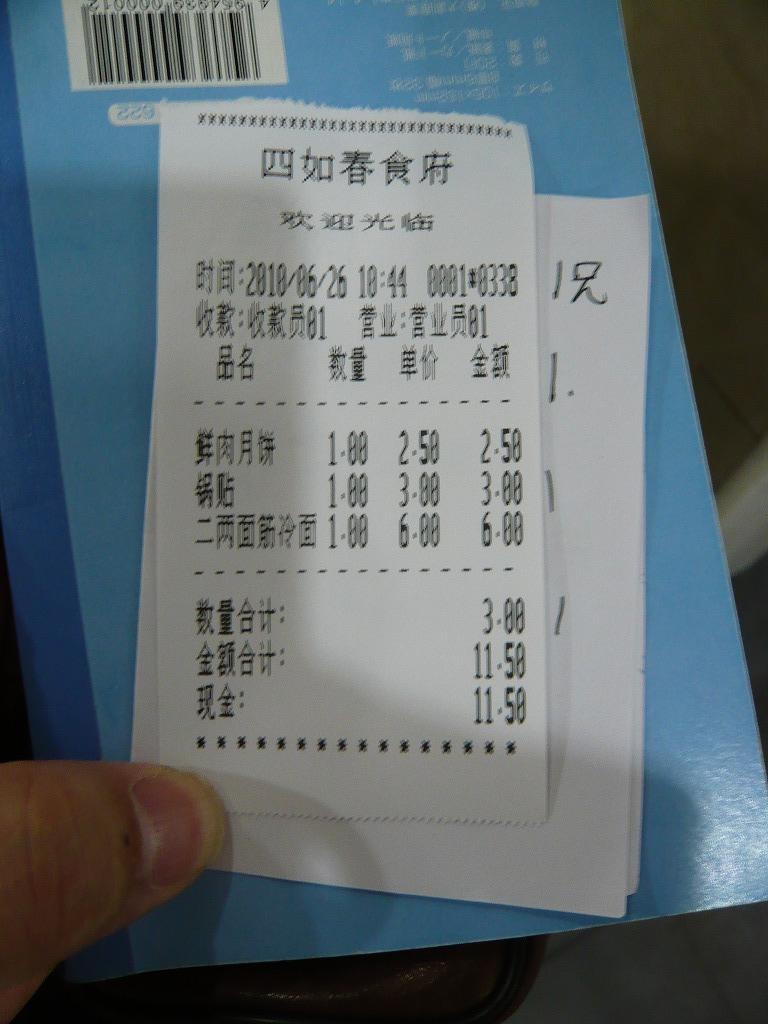 4 964939 000012
622
××××××××××××××××××××××××××××××××
四如春食府
欢迎光临
时间:2010/06/26 10:44 0001*0338
收款:收款员01 营业:营业员01
品名 数量 单价 金额
- - - - - - - - - - - - - - - -
鲜肉月饼 1.00 2.50 2.50
锅贴 1.00 3.00 3.00
二两面筋冷面 1.00 6.00 6.00
- - - - - - - - - - - - - - - -
数量合计: 3.00
金额合计: 11.50
现金: 11.50
* * * * * * * * * * * * * * * *